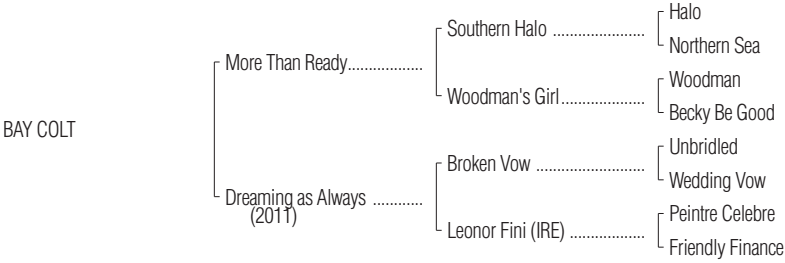 Halo
Southern Halo ......................
Northern Sea
More Than Ready..................
Woodman
Woodman's Girl....................
Becky Be Good
BAY COLT
Unbridled
Broken Vow ..........................
Wedding Vow
Dreaming as Always ............
(2011)
Peintre Celebre
Leonor Fini (IRE) ..................
Friendly Finance